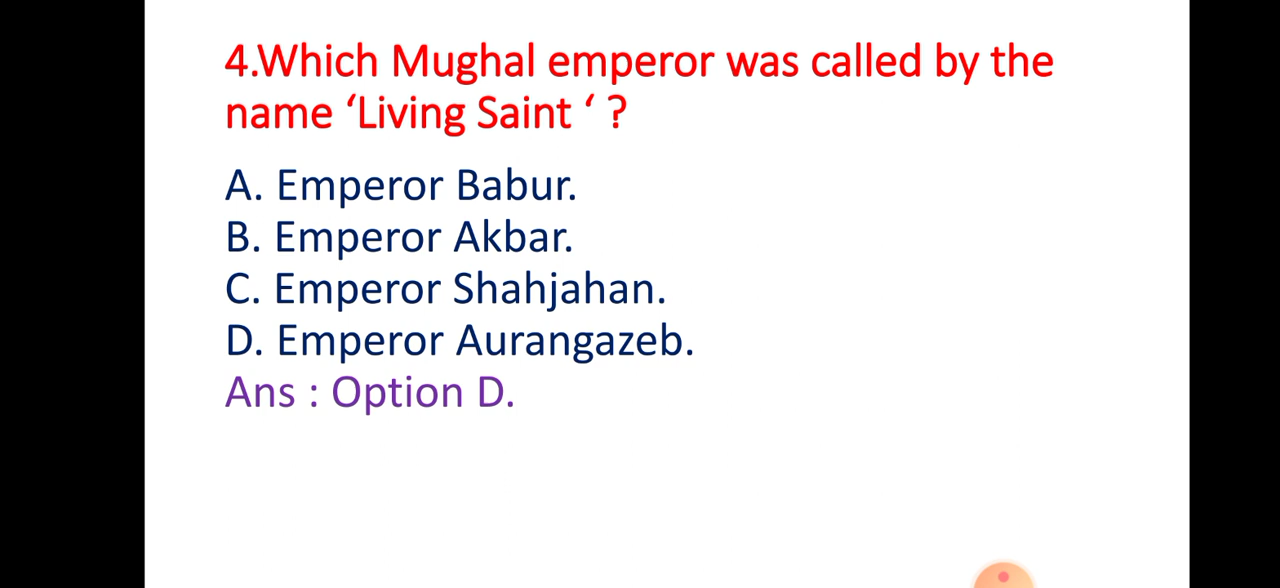 4.Which Mughal emperor was called by the
name ‘Living Saint ‘ ?
A. Emperor Babur.
B. Emperor Akbar.
C. Emperor Shahjahan.
D. Emperor Aurangazeb.
Ans : Option D.